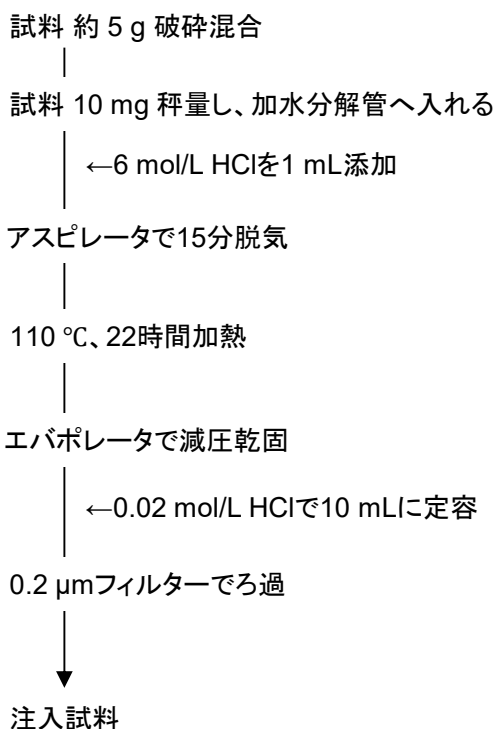 試料 約 5 g 破砕混合
試料 10 mg 秤量し、加水分解管へ入れる
←6 mol/L HClを1 mL添加
アスピレータで15分脱気
110 ℃、22時間加熱
エバポレータで減圧乾固
←0.02 mol/L HClで10 mLに定容
0.2 μmフィルターでろ過
注入試料